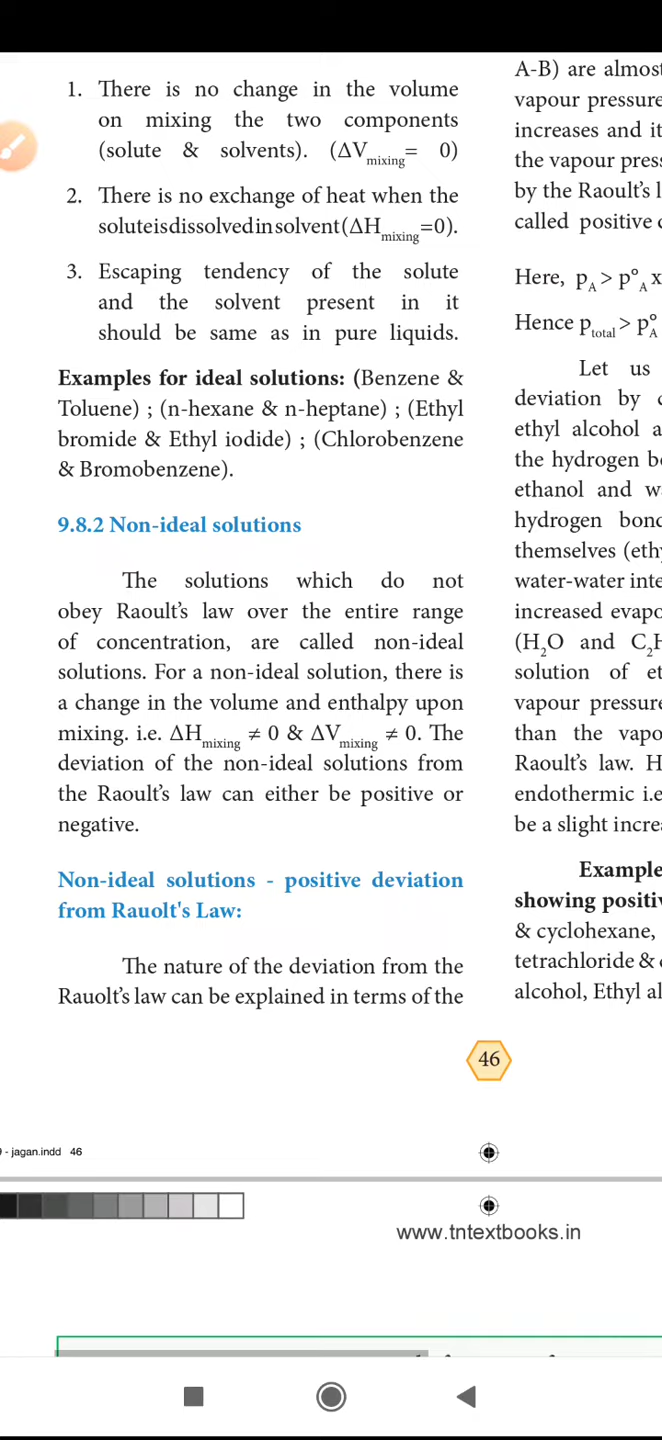 1. There is no change in the volume
on mixing the two components
(solute & solvents). (ΔVmixing= 0)
2. There is no exchange of heat when the
soluteisdissolvedinsolvent(ΔHmixing=0).
3. Escaping tendency of the solute
and the solvent present in it
should be same as in pure liquids.
Examples for ideal solutions: (Benzene &
Toluene) ; (n-hexane & n-heptane) ; (Ethyl
bromide & Ethyl iodide) ; (Chlorobenzene
& Bromobenzene).
9.8.2 Non-ideal solutions
The solutions which do not
obey Raoult's law over the entire range
of concentration, are called non-ideal
solutions. For a non-ideal solution, there is
a change in the volume and enthalpy upon
mixing. i.e. ΔHmixing ≠ 0 & ΔVmixing ≠ 0. The
deviation of the non-ideal solutions from
the Raoult's law can either be positive or
negative.
Non-ideal solutions - positive deviation
from Rauolt's Law:
The nature of the deviation from the
Rauolt's law can be explained in terms of the
A-B) are almost
vapour pressure
increases and it
the vapour press
by the Raoult's l
called positive
Here, pA > p°A x
Hence ptotal > p°A
Let us
deviation by
ethyl alcohol a
the hydrogen b
ethanol and w
hydrogen bond
themselves (ethy
water-water inte
increased evapo
(H2O and C2H
solution of et
vapour pressure
than the vapo
Raoult's law. H
endothermic i.e
be a slight increa
Example
showing positiv
& cyclohexane,
tetrachloride &
alcohol, Ethyl al
46
9 - jagan.indd 46
www.tntextbooks.in